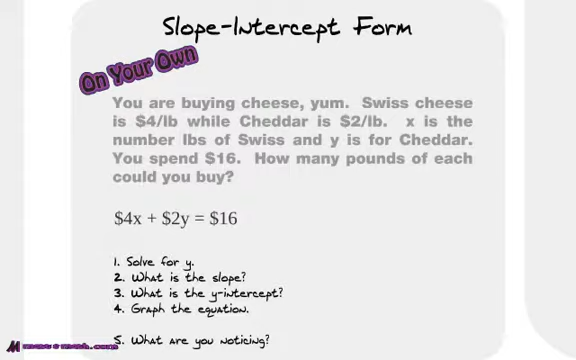 Slope-Intercept Form
On Your Own
You are buying cheese, yum. Swiss cheese
is $4/lb while Cheddar is $2/lb. x is the
number lbs of Swiss and y is for Cheddar.
You spend $16. How many pounds of each
could you buy?
$4x + $2y = $16
1. Solve for y.
2. What is the slope?
3. What is the y-intercept?
4. Graph the equation.
5. What are you noticing?